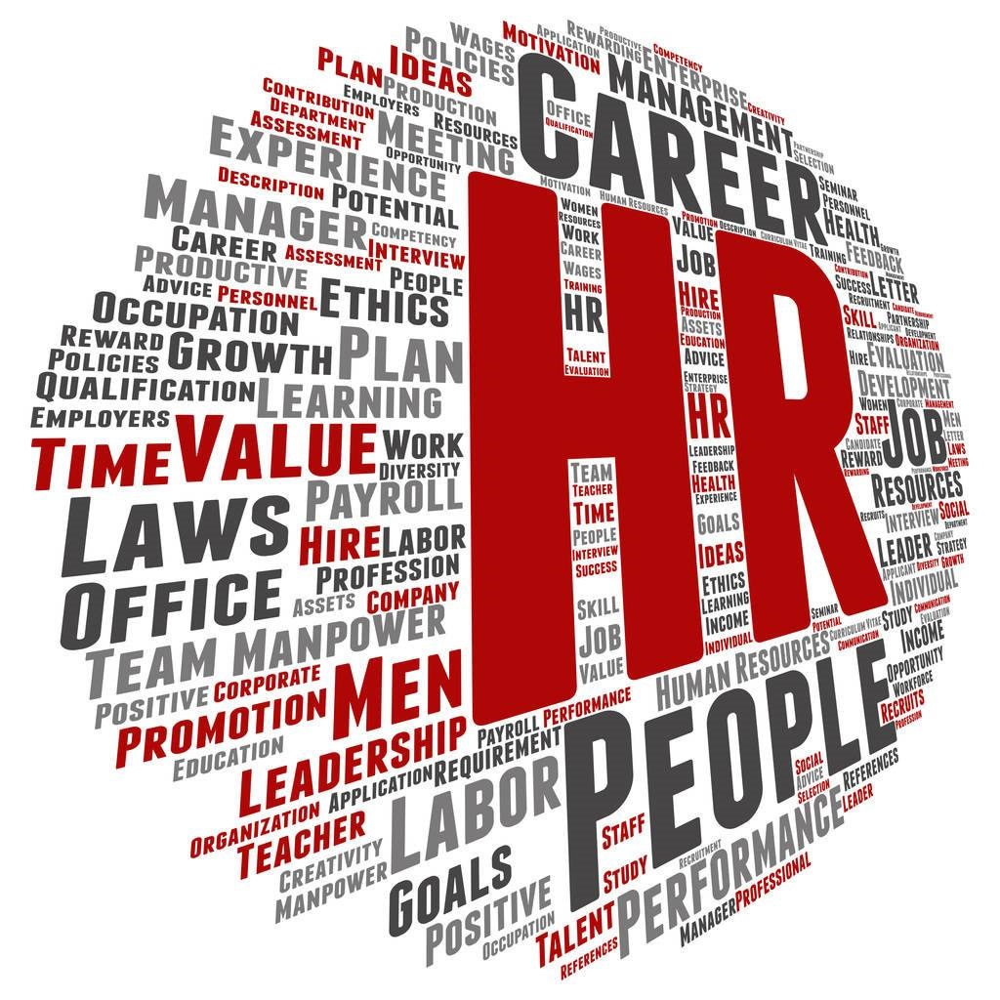 WAGES
POLICIES
MOTIVATION
APPLICATION
REWARDING
PRODUCTIVE
COMPETENCY
ENTERPRISE
MANAGEMENT
CREATIVITY
PLAN
IDEAS
CAREER
OFFICE
QUALIFICATION
PARTNERSHIP
SELECTION
CONTRIBUTION
EMPLOYERS
PRODUCTION
DEPARTMENT
RESOURCES
ASSESSMENT
MEETING
OPPORTUNITY
EXPERIENCE
DESCRIPTION
POTENTIAL
MANAGER
COMPETENCY
CAREER
ASSESSMENT
INTERVIEW
PRODUCTIVE
PEOPLE
ADVICE
PERSONNEL
ETHICS
OCCUPATION
REWARD
GROWTH
PLAN
POLICIES
QUALIFICATION
LEARNING
EMPLOYERS
TIME
VALUE
WORK
DIVERSITY
LAWS
PAYROLL
HIRE
LABOR
PROFESSION
OFFICE
ASSETS
COMPANY
TEAM
MANPOWER
POSITIVE
CORPORATE
MEN
PROMOTION
EDUCATION
LEADERSHIP
HR
MOTIVATION
HUMAN RESOURCES
WOMEN
RESOURCES
WORK
CAREER
WAGES
TRAINING
HR
TALENT
EVALUATION
TEAM
TEACHER
TIME
PEOPLE
INTERVIEW
SUCCESS
SKILL
JOB
VALUE
PROMOTION
VALUE
DESCRIPTION
CURRICULUM VITAE
TRAINING
JOB
HIRE
PRODUCTION
ASSETS
EDUCATION
ADVICE
ENTERPRISE
STRATEGY
HR
LEADERSHIP
FEEDBACK
HEALTH
EXPERIENCE
GOALS
IDEAS
ETHICS
LEARNING
INCOME
INDIVIDUAL
SEMINAR
PERSONNEL
HEALTH
GROWTH
FEEDBACK
CONTRIBUTION
SUCCESS
LETTER
RECRUITMENT
CANDIDATE
REQUIREMENT
SKILL
APPLICANT
PARTNERSHIP
DEVELOPMENT
RELATIONSHIPS
ORGANIZATION
HIRE
EVALUATION
DEVELOPMENT
WOMEN
CORPORATE
MANAGEMENT
STAFF
JOB
MEN
LETTER
CANDIDATE
REWARD
REWARDING
LAWS
MEETING
RESOURCES
RECRUITS
DEVELOPMENT
INTERVIEW
SOCIAL
DEPARTMENT
LEADER
COMPANY
STRATEGY
APPLICANT
DIVERSITY
GROWTH
INDIVIDUAL
SEMINAR
POTENTIAL
CURRICULUM VITAE
COMMUNICATION
STUDY
COMMUNICATION
EVALUATION
INCOME
OPPORTUNITY
WORKFORCE
RECRUITS
PROFESSION
HUMAN RESOURCES
PERFORMANCE
PAYROLL
REQUIREMENT
PEOPLE
APPLICATION
ORGANIZATION
TEACHER
LABOR
CREATIVITY
MANPOWER
GOALS
POSITIVE
OCCUPATION
STAFF
STUDY
RECRUITMENT
SOCIAL
ADVICE
SELECTION
REFERENCES
LEADER
PERFORMANCE
TALENT
REFERENCES
MANAGER
PROFESSIONAL